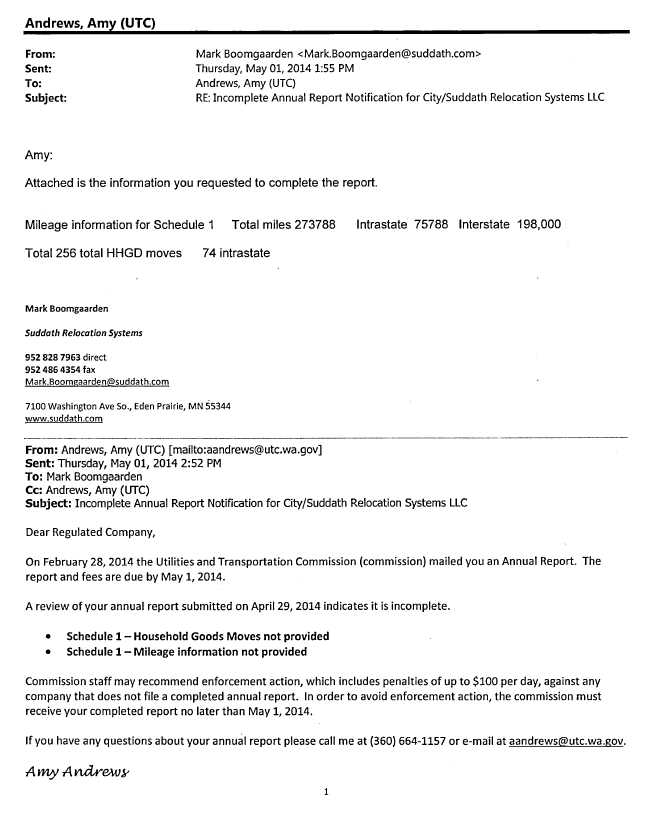 Andrews, Amy (UTC)
From: Mark Boomgaarden <Mark.Boomgaarden@suddath.com>
Sent: Thursday, May 01, 2014 1:55 PM
To: Andrews, Amy (UTC)
Subject: RE: Incomplete Annual Report Notification for City/Suddath Relocation Systems LLC
Amy:
Attached is the information you requested to complete the report.
Mileage information for Schedule 1 Total miles 273788 Intrastate 75788 Interstate 198,000
Total 256 total HHGD moves 74 intrastate
Mark Boomgaarden
Suddath Relocation Systems
952 828 7963 direct
952 486 4354 fax
Mark.Boomgaarden@suddath.com
7100 Washington Ave So., Eden Prairie, MN 55344
www.suddath.com
From: Andrews, Amy (UTC) [mailto:aandrews@utc.wa.gov]
Sent: Thursday, May 01, 2014 2:52 PM
To: Mark Boomgaarden
Cc: Andrews, Amy (UTC)
Subject: Incomplete Annual Report Notification for City/Suddath Relocation Systems LLC
Dear Regulated Company,
On February 28, 2014 the Utilities and Transportation Commission (commission) mailed you an Annual Report. The
report and fees are due by May 1, 2014.
A review of your annual report submitted on April 29, 2014 indicates it is incomplete.
• Schedule 1 – Household Goods Moves not provided
• Schedule 1 – Mileage information not provided
Commission staff may recommend enforcement action, which includes penalties of up to $100 per day, against any
company that does not file a completed annual report. In order to avoid enforcement action, the commission must
receive your completed report no later than May 1, 2014.
If you have any questions about your annual report please call me at (360) 664-1157 or e-mail at aandrews@utc.wa.gov.
Amy Andrews
1